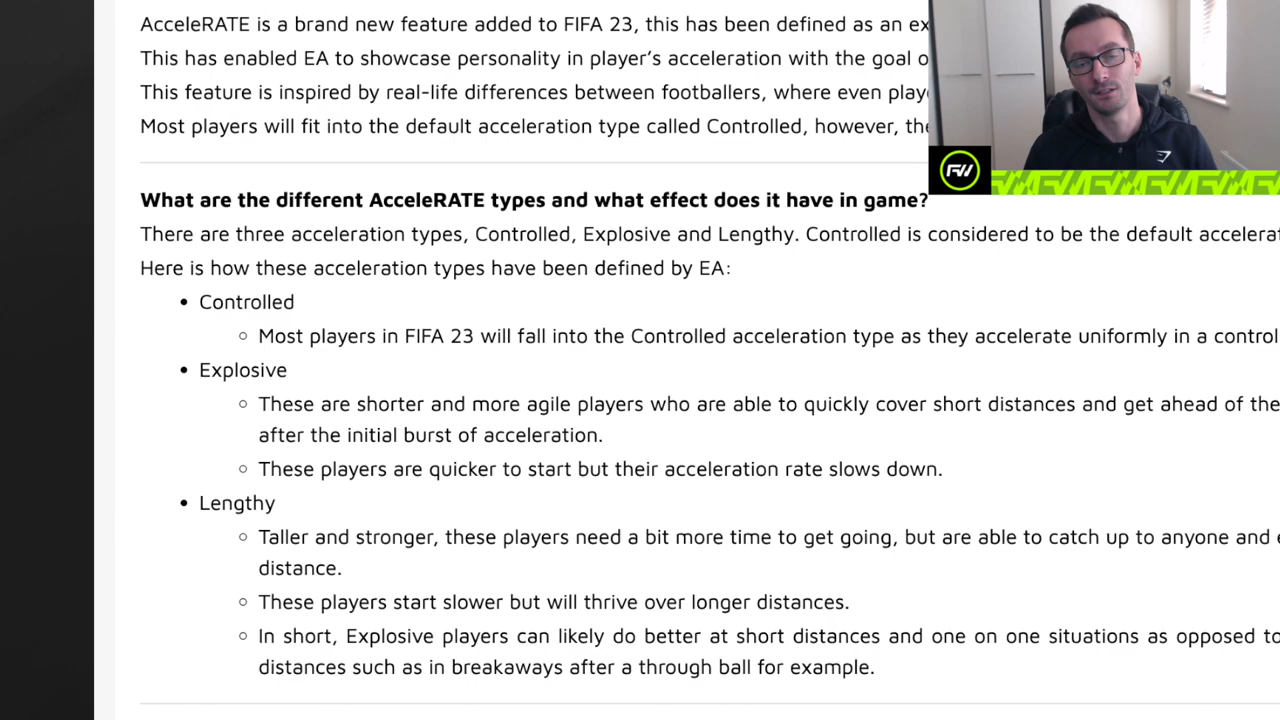 AcceleRATE is a brand new feature added to FIFA 23, this has been defined as an
This has enabled EA to showcase personality in player's acceleration with the goal
This feature is inspired by real-life differences between footballers, where even
Most players will fit into the default acceleration type called Controlled, however,
What are the different AcceleRATE types and what effect does it have in game?
There are three acceleration types, Controlled, Explosive and Lengthy. Controlled is considered to be the default
Here is how these acceleration types have been defined by EA:
• Controlled
○ Most players in FIFA 23 will fall into the Controlled acceleration type as they accelerate uniformly in a
• Explosive
○ These are shorter and more agile players who are able to quickly cover short distances and get ahead of the
after the initial burst of acceleration.
○ These players are quicker to start but their acceleration rate slows down.
• Lengthy
○ Taller and stronger, these players need a bit more time to get going, but are able to catch up to anyone and
distance.
○ These players start slower but will thrive over longer distances.
○ In short, Explosive players can likely do better at short distances and one on one situations as opposed to
distances such as in breakaways after a through ball for example.